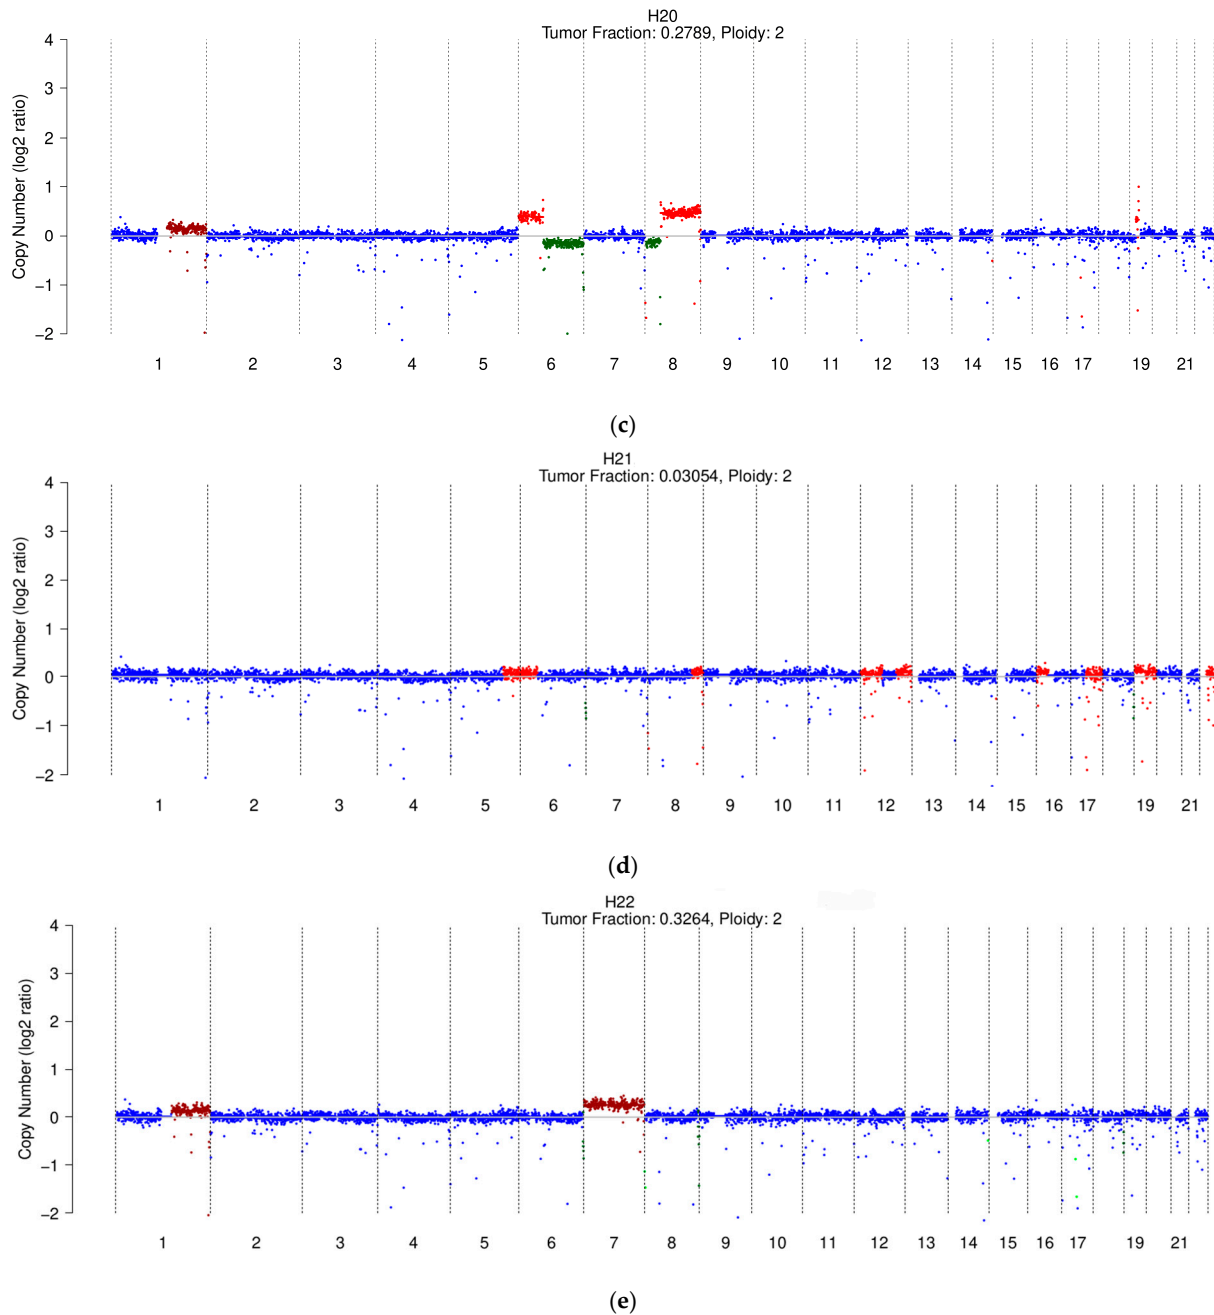 H20
Tumor Fraction: 0.2789, Ploidy: 2
Copy Number (log2 ratio)
4
3
2
1
0
−1
−2
1 2 3 4 5 6 7 8 9 10 11 12 13 14 15 16 17 19 21
(c)
H21
Tumor Fraction: 0.03054, Ploidy: 2
Copy Number (log2 ratio)
4
3
2
1
0
−1
−2
1 2 3 4 5 6 7 8 9 10 11 12 13 14 15 16 17 19 21
(d)
H22
Tumor Fraction: 0.3264, Ploidy: 2
Copy Number (log2 ratio)
4
3
2
1
0
−1
−2
1 2 3 4 5 6 7 8 9 10 11 12 13 14 15 16 17 19 21
(e)